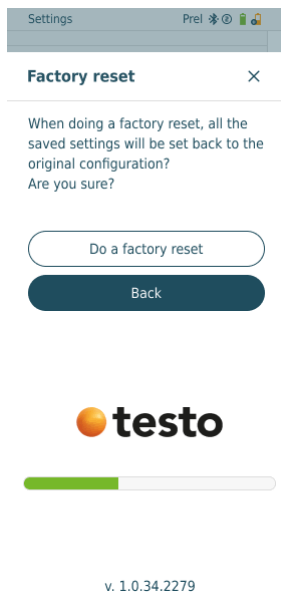 Settings Prel
Factory reset
When doing a factory reset, all the
saved settings will be set back to the
original configuration?
Are you sure?
Do a factory reset
Back
testo
v. 1.0.34.2279